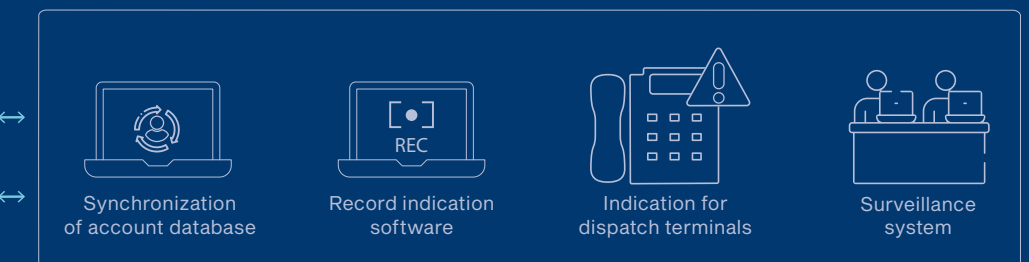 REC
Synchronization
of account database
Record indication
software
Indication for
dispatch terminals
Surveillance
system